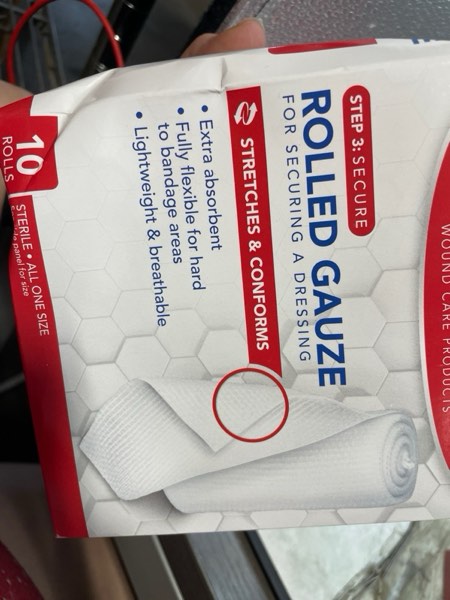 WOUND CARE PRODUCTS
STEP 3: SECURE
ROLLED GAUZE
FOR SECURING A DRESSING
STRETCHES & CONFORMS
• Extra absorbent
• Fully flexible for hard
to bandage areas
• Lightweight & breathable
10
ROLLS
STERILE • ALL ONE SIZE
panel for size